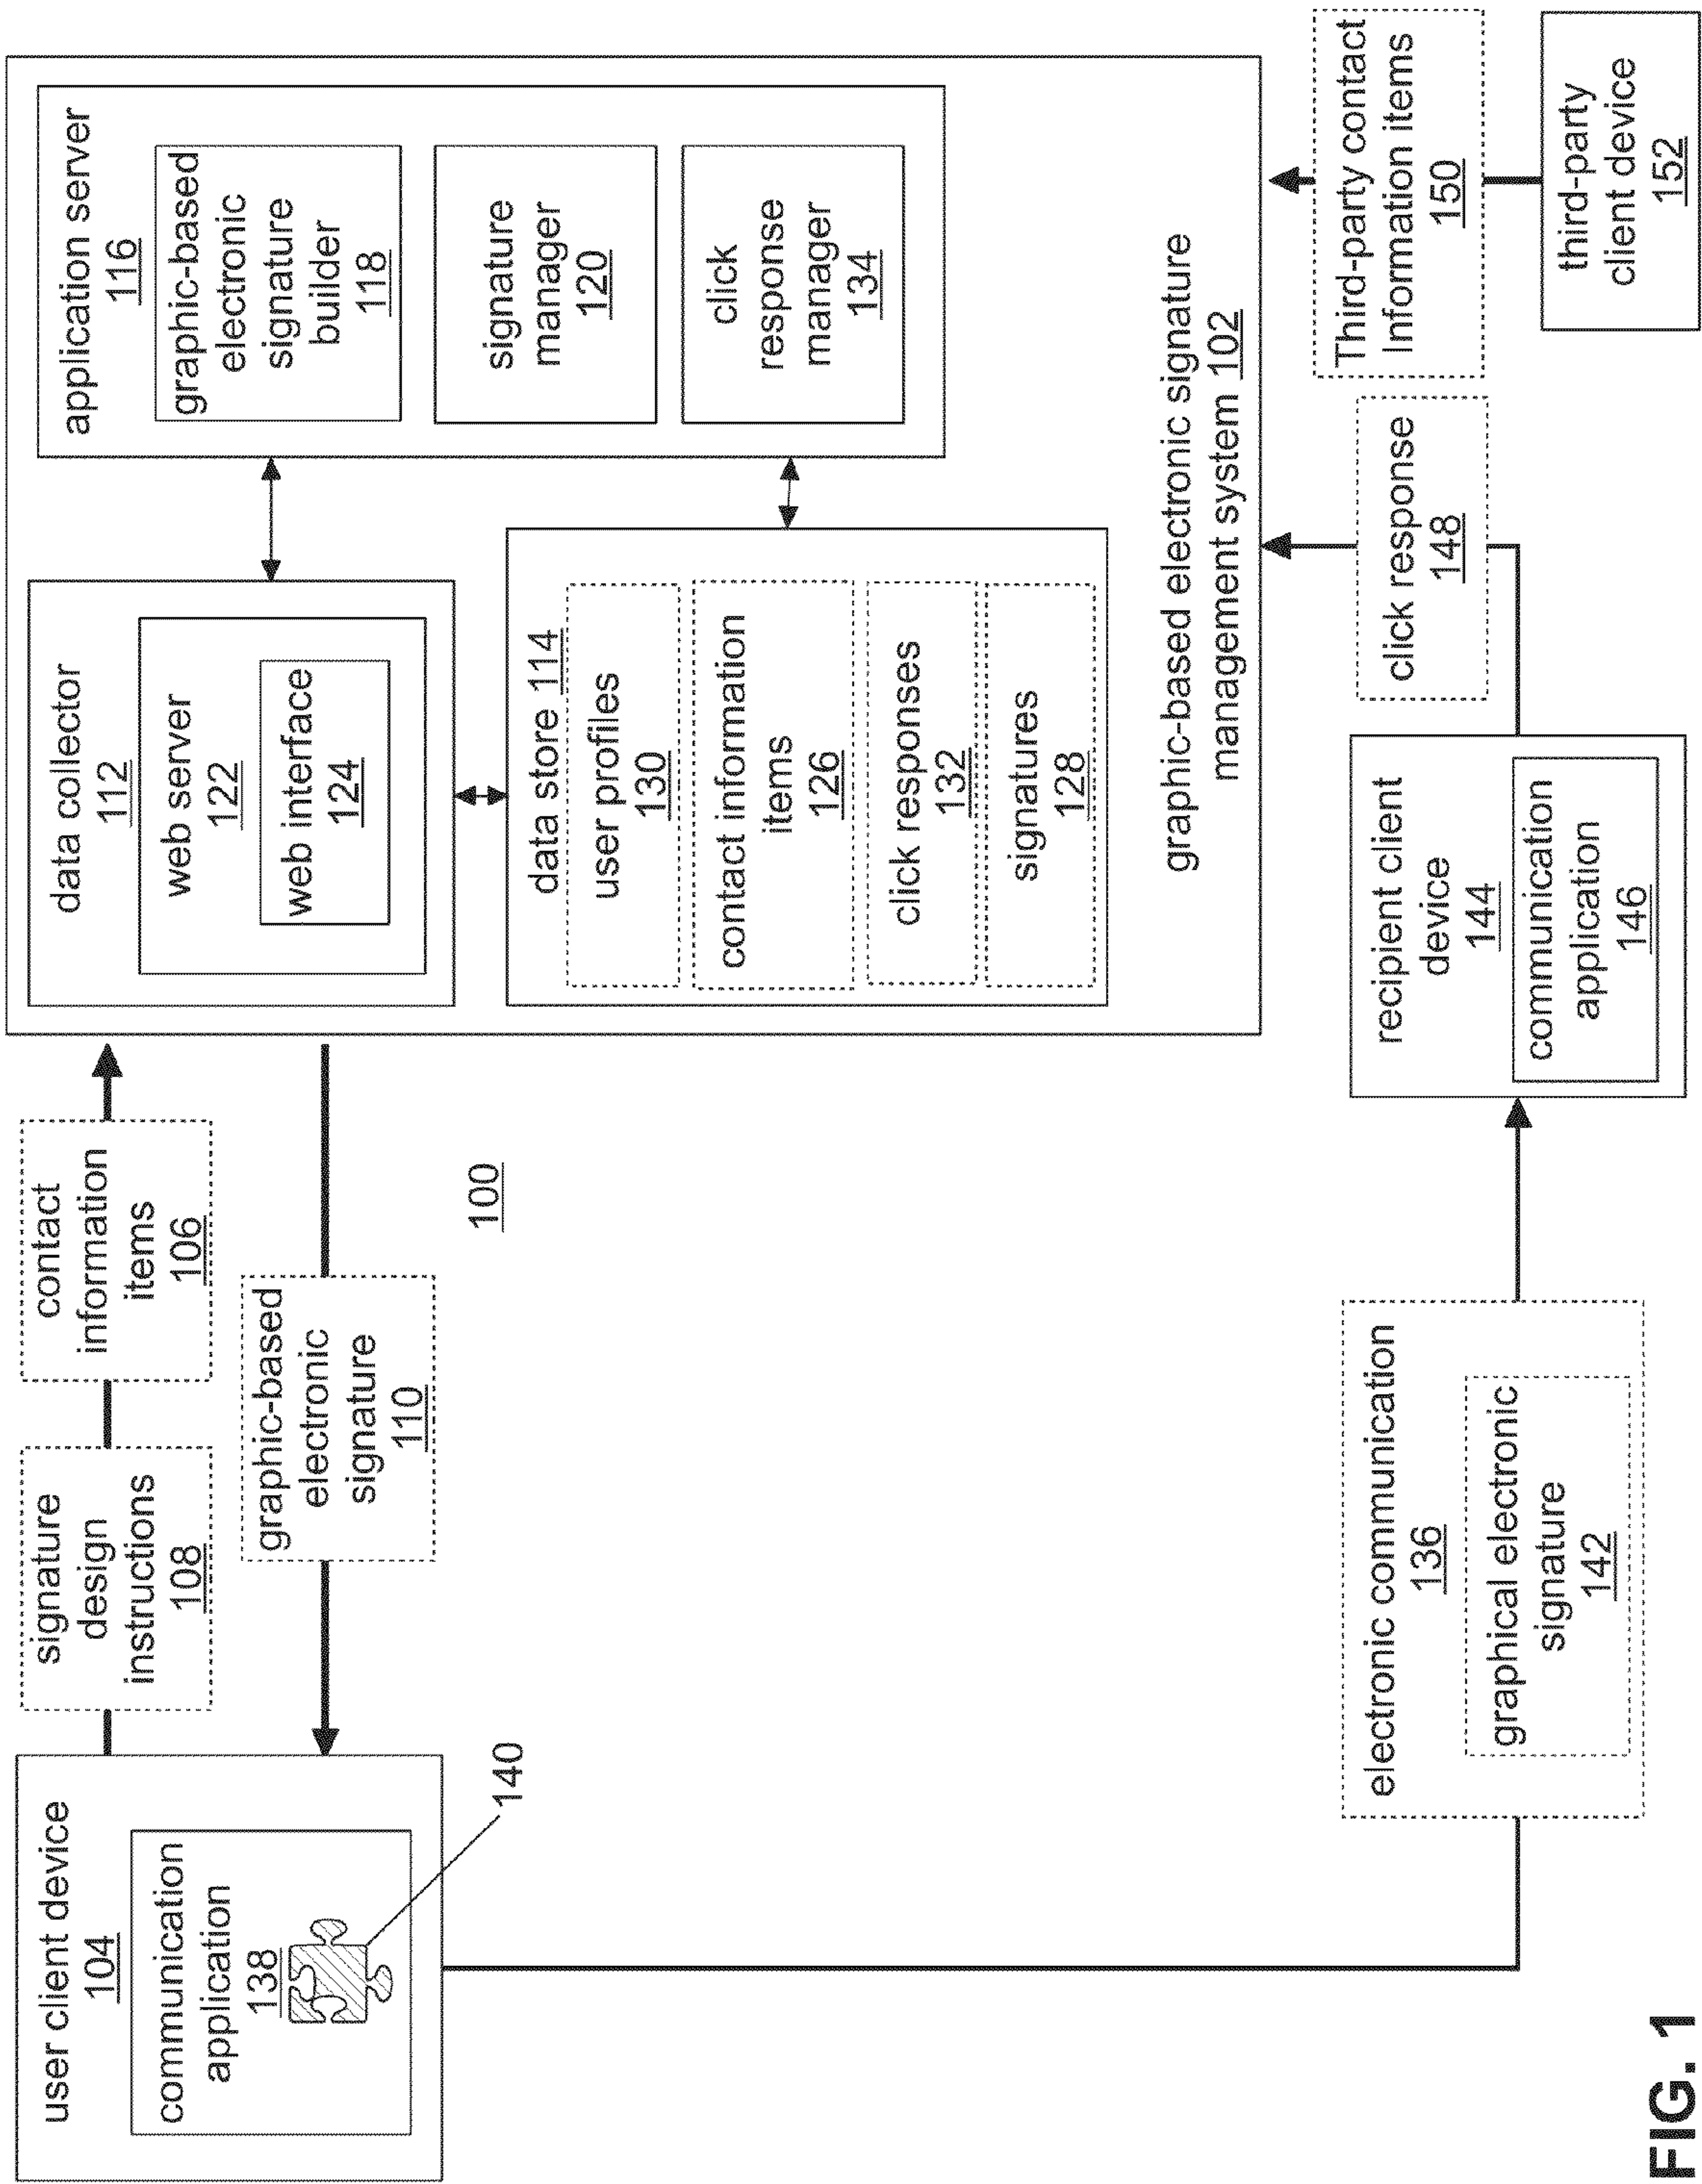 user client device
104
communication
application
138
140
signature
design
instructions
108
contact
information
items
106
graphic-based
electronic
signature
110
100
data collector
112
web server
122
web interface
124
application server
116
graphic-based
electronic
signature
builder
118
signature
manager
120
click
response
manager
134
data store 114
user profiles
130
contact information
items
126
click responses
132
signatures
128
graphic-based electronic signature
management system 102
electronic communication
136
graphical electronic
signature
142
recipient client
device
144
communication
application
146
click response
148
Third-party contact
Information items
150
third-party
client device
152
FIG. 1